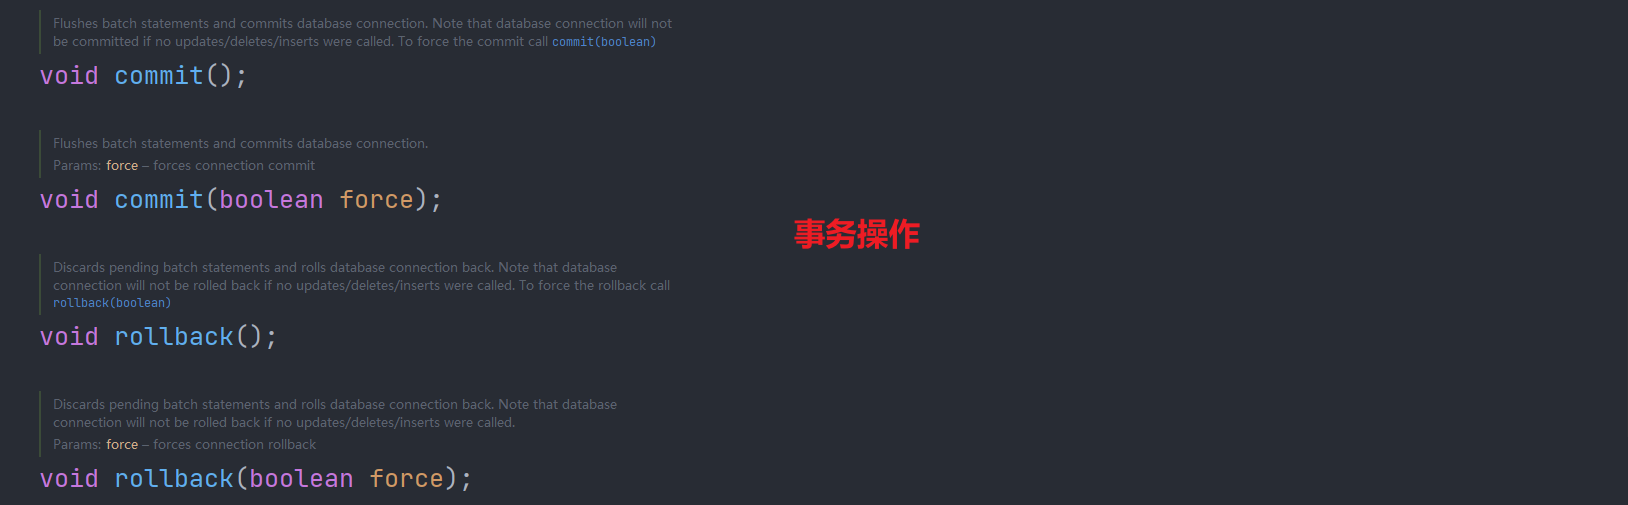 Flushes batch statements and commits database connection. Note that database connection will not
be committed if no updates/deletes/inserts were called. To force the commit call commit(boolean)
void commit();
Flushes batch statements and commits database connection.
Params: force – forces connection commit
void commit(boolean force);
事务操作
Discards pending batch statements and rolls database connection back. Note that database
connection will not be rolled back if no updates/deletes/inserts were called. To force the rollback call
rollback(boolean)
void rollback();
Discards pending batch statements and rolls database connection back. Note that database
connection will not be rolled back if no updates/deletes/inserts were called.
Params: force – forces connection rollback
void rollback(boolean force);